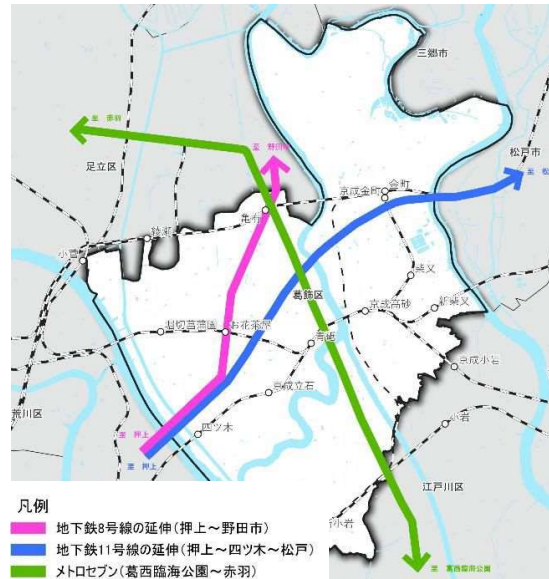 三郷市
至 赤羽
足立区
至 野田市
松戸市
至 松
金町
京成金町
亀有
綾瀬
小菅
柴又
葛飾区
京成高砂
新柴又
堀切菖蒲園
お花茶屋
青砥
京成小岩
京成立石
荒川区
四ツ木
小岩
至 押上
至 押上
江戸川区
小岩
至 葛西臨海公園
凡例
地下鉄8号線の延伸(押上～野田市)
地下鉄11号線の延伸(押上～四ツ木～松戸)
メトロセブン(葛西臨海公園～赤羽)